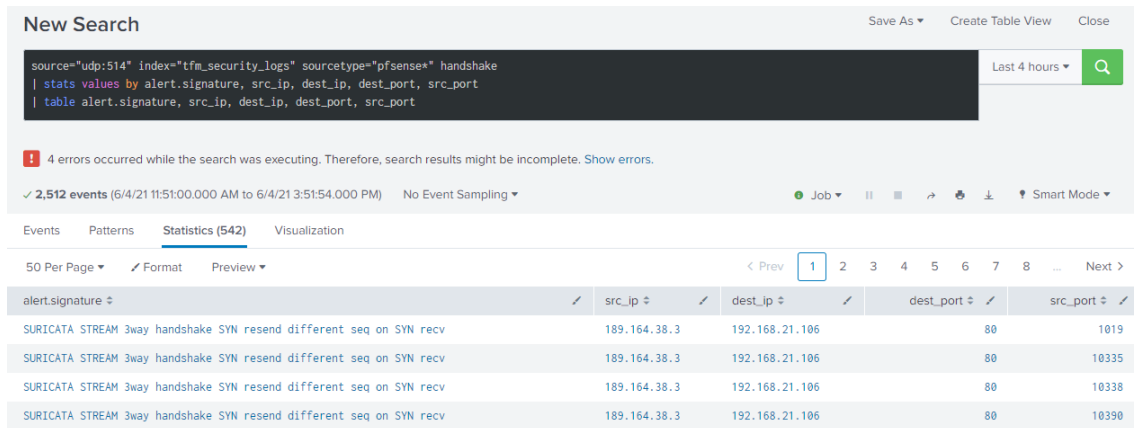 New Search
Save As ▾ Create Table View Close
source="udp:514" index="tfm_security_logs" sourcetype="pfsense*" handshake
| stats values by alert.signature, src_ip, dest_ip, dest_port, src_port
| table alert.signature, src_ip, dest_ip, dest_port, src_port
Last 4 hours ▾
! 4 errors occurred while the search was executing. Therefore, search results might be incomplete. Show errors.
✓ 2,512 events (6/4/21 11:51:00.000 AM to 6/4/21 3:51:54.000 PM) No Event Sampling ▾
Job ▾ Smart Mode ▾
Events Patterns Statistics (542) Visualization
50 Per Page ▾ Format Preview ▾
< Prev 1 2 3 4 5 6 7 8 ... Next >
alert.signature src_ip dest_ip dest_port src_port
SURICATA STREAM 3way handshake SYN resend different seq on SYN recv 189.164.38.3 192.168.21.106 80 1019
SURICATA STREAM 3way handshake SYN resend different seq on SYN recv 189.164.38.3 192.168.21.106 80 10335
SURICATA STREAM 3way handshake SYN resend different seq on SYN recv 189.164.38.3 192.168.21.106 80 10338
SURICATA STREAM 3way handshake SYN resend different seq on SYN recv 189.164.38.3 192.168.21.106 80 10390